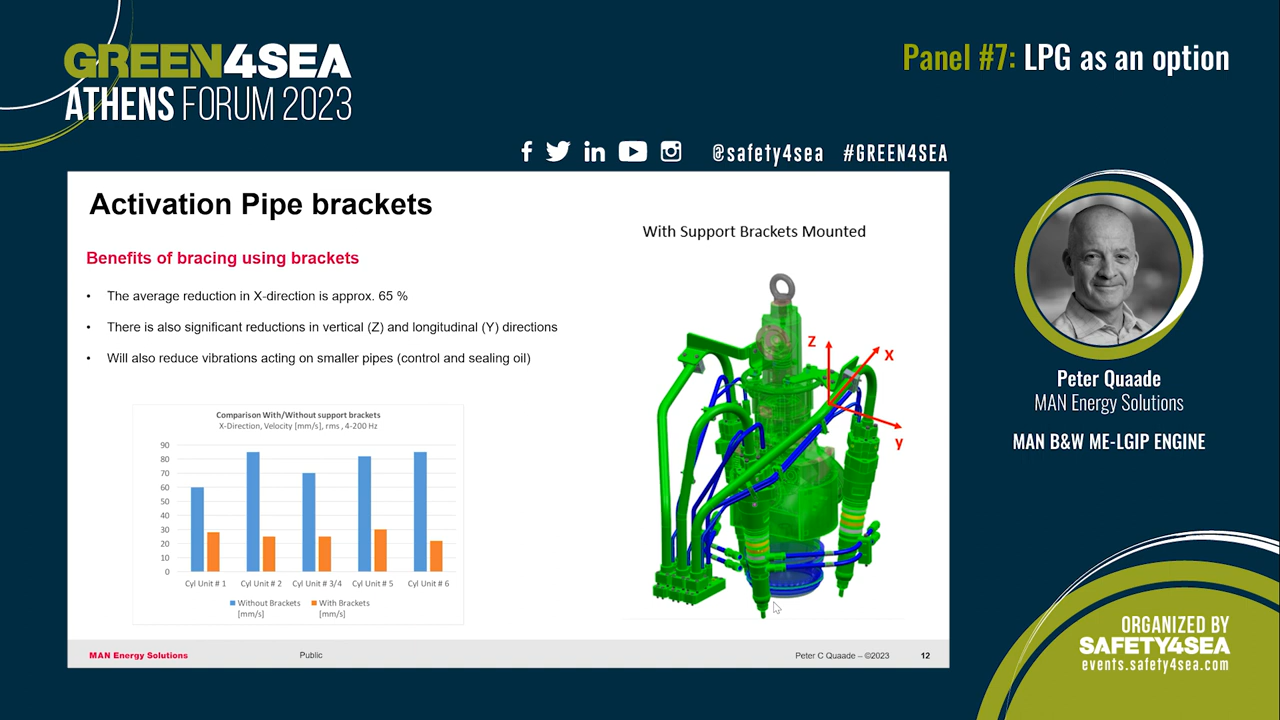 GREEN4SEA
ATHENS FORUM 2023
Panel #7: LPG as an option
@safety4sea #GREEN4SEA
Activation Pipe brackets
Benefits of bracing using brackets
• The average reduction in X-direction is approx. 65 %
• There is also significant reductions in vertical (Z) and longitudinal (Y) directions
• Will also reduce vibrations acting on smaller pipes (control and sealing oil)
Comparison With/Without support brackets
X-Direction, Velocity [mm/s], rms , 4-200 Hz
90
80
70
60
50
40
30
20
10
0
Cyl Unit # 1 Cyl Unit # 2 Cyl Unit # 3/4 Cyl Unit # 5 Cyl Unit # 6
Without Brackets With Brackets
[mm/s] [mm/s]
With Support Brackets Mounted
Z
X
y
MAN Energy Solutions Public Peter C Quaade – ©2023 12
Peter Quaade
MAN Energy Solutions
MAN B&W ME-LGIP ENGINE
ORGANIZED BY
SAFETY4SEA
events.safety4sea.com